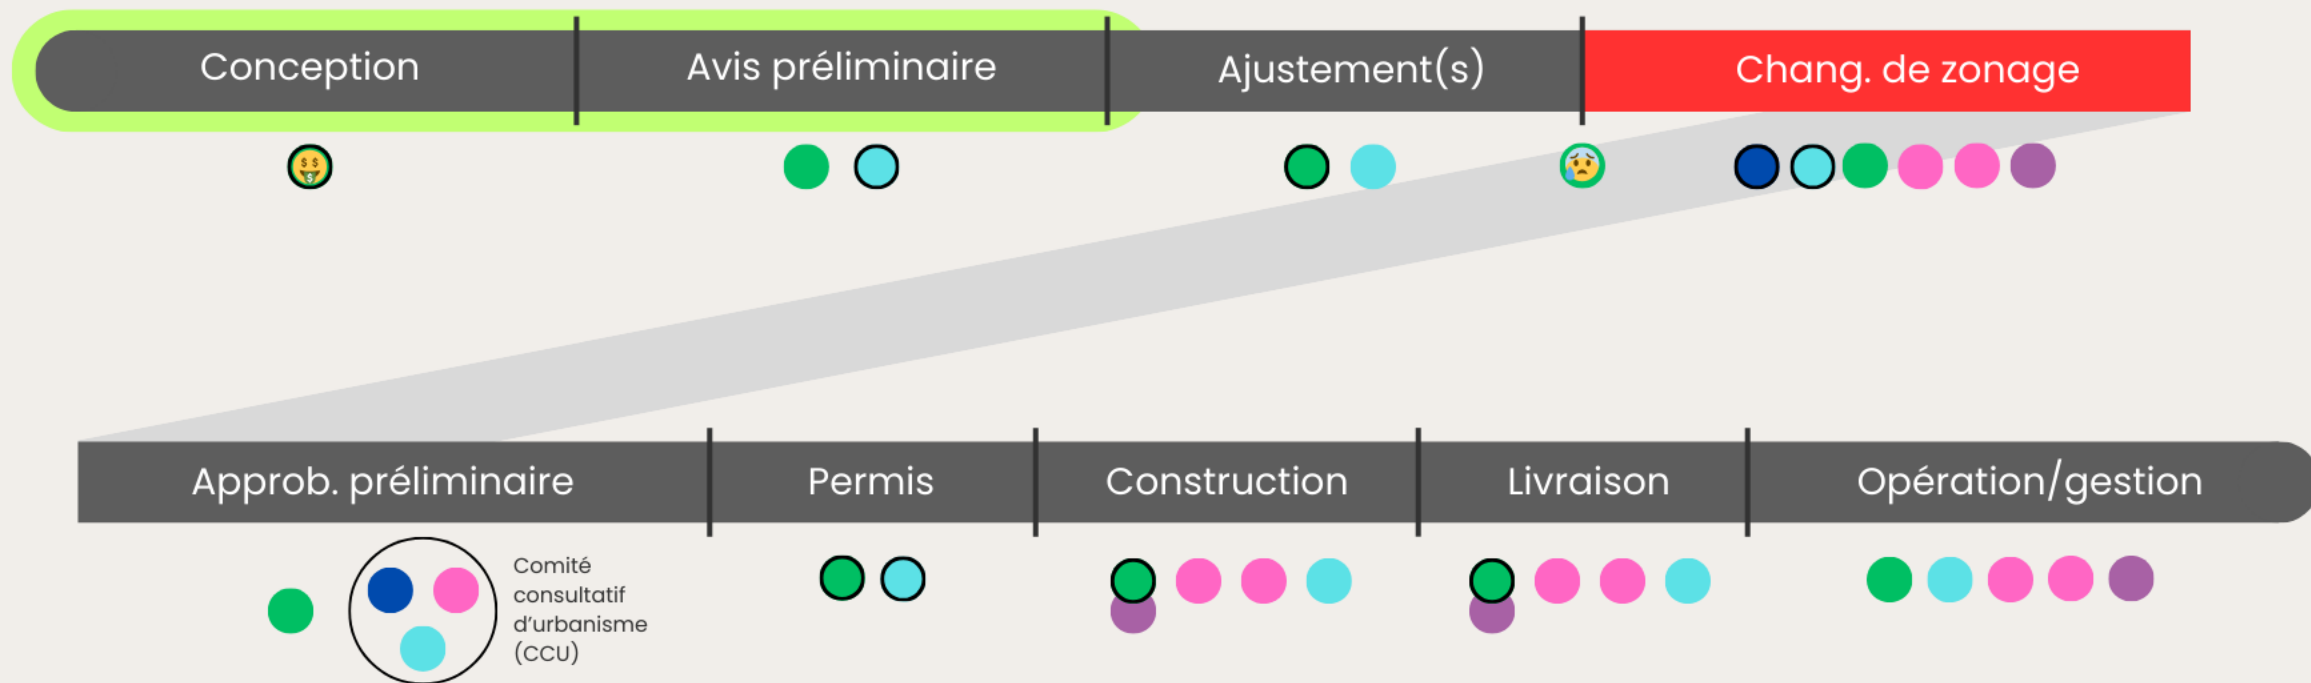 Conception
Avis préliminaire
Ajustement(s)
Chang. de zonage
Approb. préliminaire
Permis
Construction
Livraison
Opération/gestion
Comité
consultatif
d'urbanisme
(CCU)